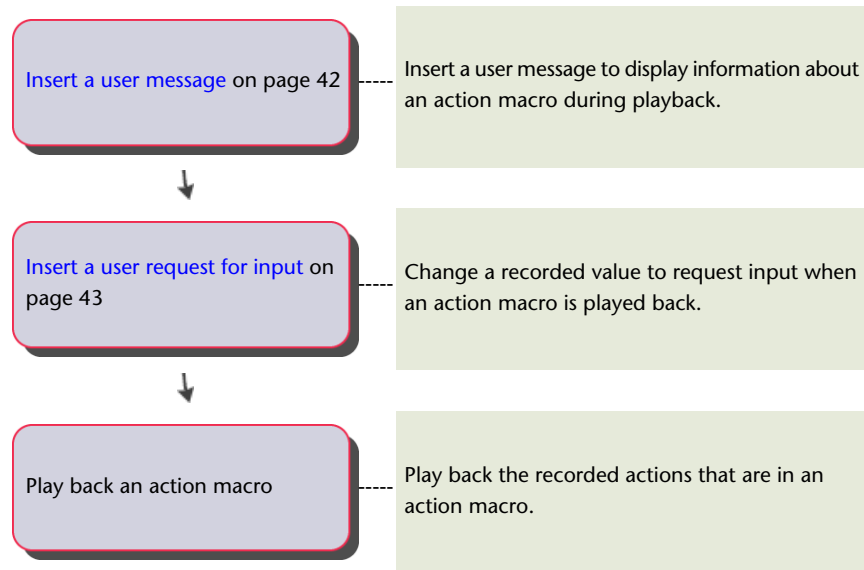 Insert a user message on page 42
Insert a user message to display information about
an action macro during playback.
Insert a user request for input on
page 43
Change a recorded value to request input when
an action macro is played back.
Play back an action macro
Play back the recorded actions that are in an
action macro.